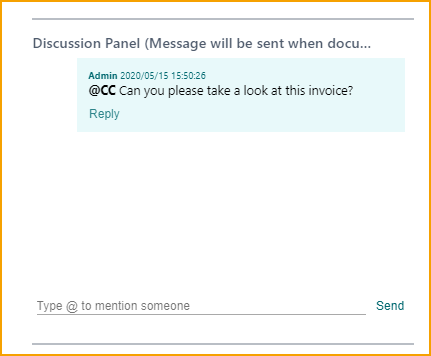 Discussion Panel (Message will be sent when docu...
Admin 2020/05/15 15:50:26
@CC Can you please take a look at this invoice?
Reply
Type @ to mention someone Send